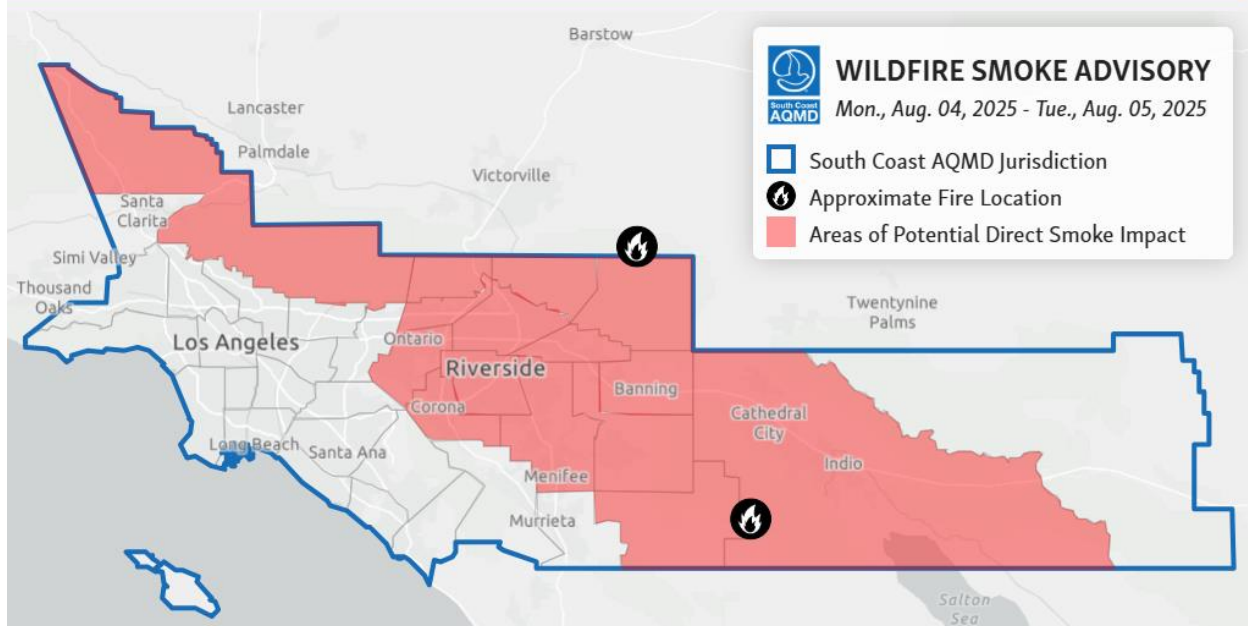 WILDFIRE SMOKE ADVISORY
South Coast
AQMD
Mon., Aug. 04, 2025 - Tue., Aug. 05, 2025
South Coast AQMD Jurisdiction
Approximate Fire Location
Areas of Potential Direct Smoke Impact
Barstow
Lancaster
Palmdale
Victorville
Santa
Clarita
Simi Valley
Thousand
Oaks
Twentynine
Palms
Los Angeles
Ontario
Riverside
Banning
Corona
Cathedral
City
Long Beach
Santa Ana
Indio
Menifee
Murrieta
Salton
Sea